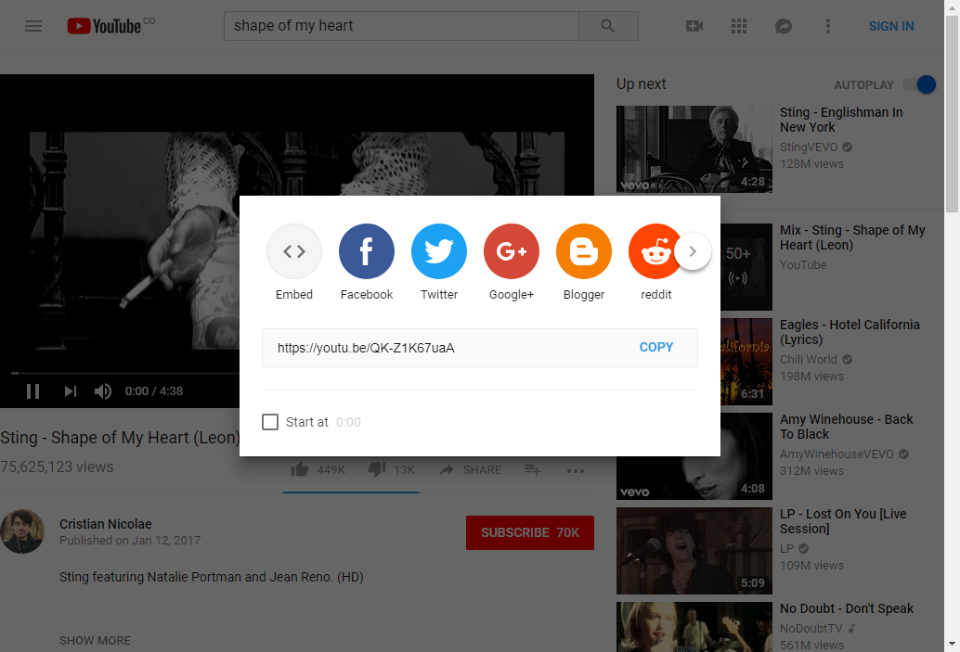 YouTube CO
shape of my heart
SIGN IN
0:00 / 4:38
Sting - Shape of My Heart (Leon)
75,625,123 views
449K
13K
SHARE
Cristian Nicolae
Published on Jan 12, 2017
SUBSCRIBE 70K
Sting featuring Natalie Portman and Jean Reno. (HD)
SHOW MORE
Embed
Facebook
Twitter
G+
Google+
Blogger
reddit
https://youtu.be/QK-Z1K67uaA
COPY
Start at 0:00
Up next
AUTOPLAY
vevo
4:28
Sting - Englishman In
New York
StingVEVO
128M views
50+
Mix - Sting - Shape of My
Heart (Leon)
YouTube
California
6:31
Eagles - Hotel California
(Lyrics)
Chili World
198M views
vevo
4:08
Amy Winehouse - Back
To Black
AmyWinehouseVEVO
312M views
5:09
LP - Lost On You [Live
Session]
LP
109M views
No Doubt - Don't Speak
NoDoubtTV
561M views